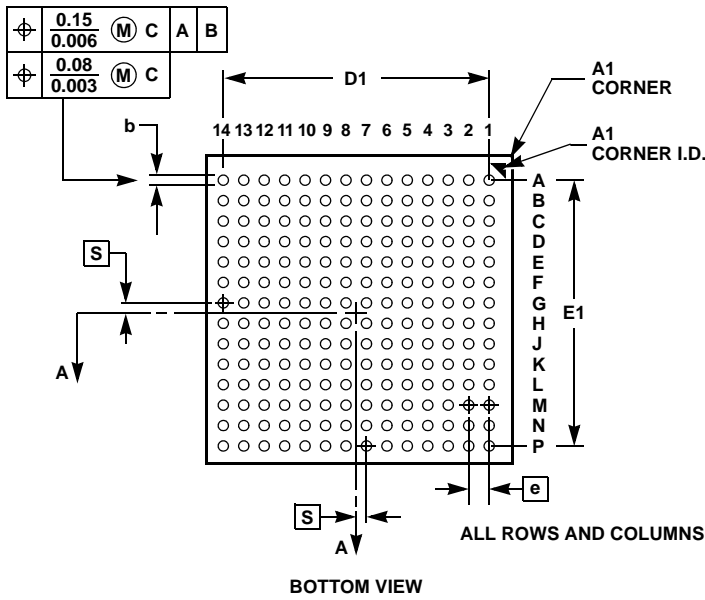 0.15
0.006 M C A B
0.08
0.003 M C
D1
A1
CORNER
b
14 13 12 11 10 9 8 7 6 5 4 3 2 1
A1
CORNER I.D.
A
B
C
D
E
F
G
H
J
K
L
M
N
P
S
E1
A
e
S
ALL ROWS AND COLUMNS
A
BOTTOM VIEW